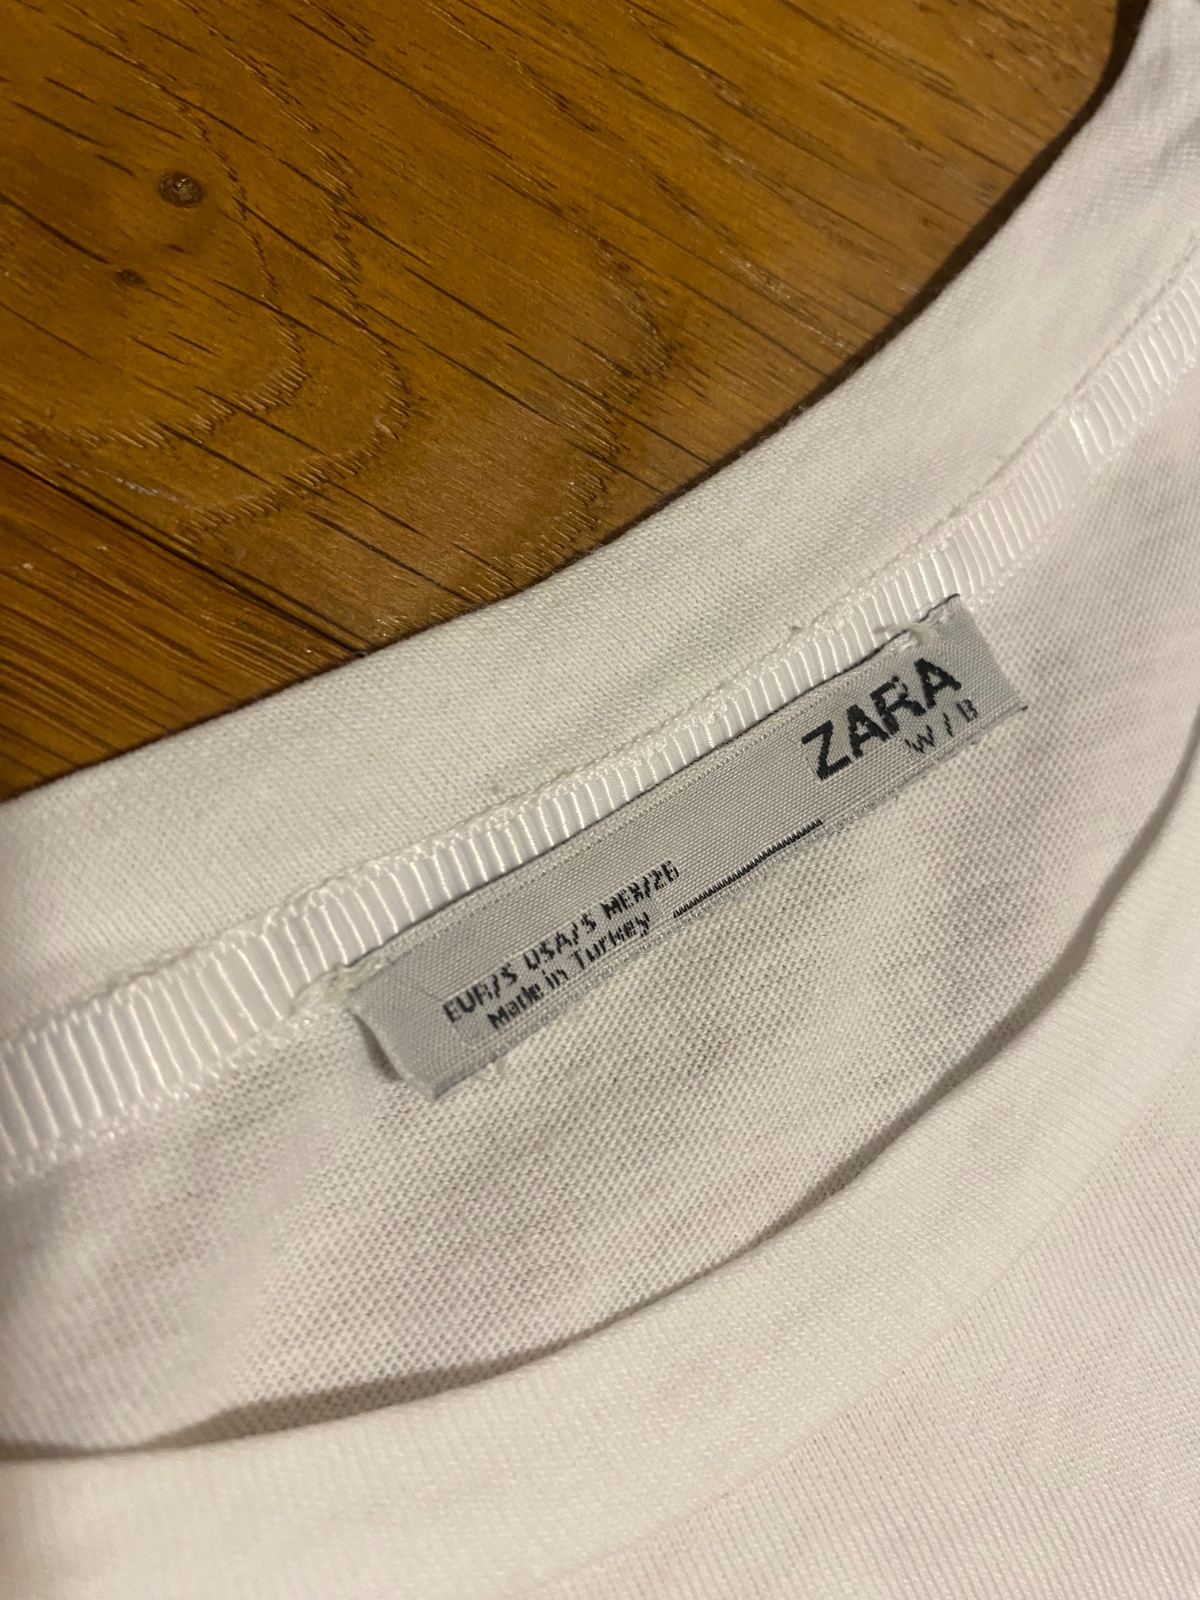 ZARA
W/B
EUR/S USA/S MEX/26
Made in Turkey